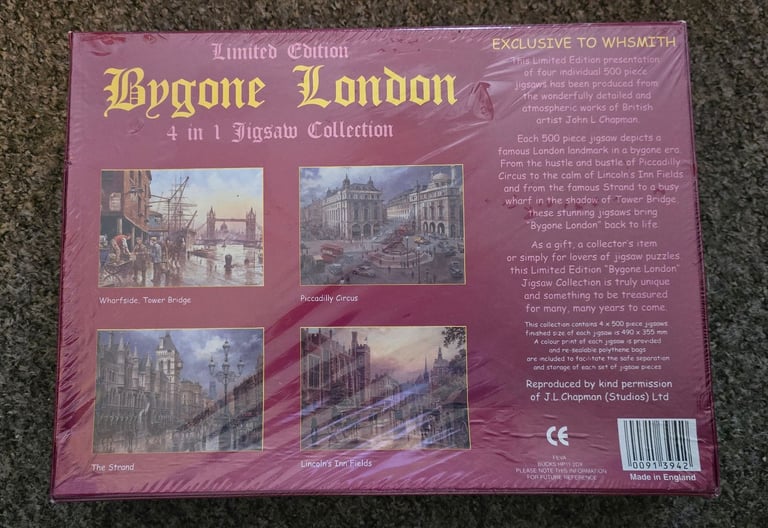 Limited Edition
Bygone London
4 in 1 Jigsaw Collection
Wharfside, Tower Bridge
Piccadilly Circus
The Strand
Lincoln's Inn Fields
EXCLUSIVE TO WHSMITH
This Limited Edition presentation
of four individual 500 piece
jigsaws has been produced from
the wonderfully detailed and
atmospheric works of British
artist John L Chapman.
Each 500 piece jigsaw depicts a
famous London landmark in a bygone era.
From the hustle and bustle of Piccadilly
Circus to the calm of Lincoln's Inn Fields
and from the famous Strand to a busy
wharf in the shadow of Tower Bridge,
these stunning jigsaws bring
"Bygone London" back to life
As a gift, a collector's item
or simply for lovers of jigsaw puzzles
this Limited Edition "Bygone London"
Jigsaw Collection is truly unique
and something to be treasured
for many, many years to come.
This collection contains 4 x 500 piece jigsaws
finished size of each jigsaw is 490 x 355 mm
A colour print of each jigsaw is provided
and re-sealable polythene bags
are included to facilitate the safe separation
and storage of each set of jigsaw pieces
Reproduced by kind permission
of J.L.Chapman (Studios) Ltd
CE
FEVA
BUCKS HP11 2DX
PLEASE NOTE THIS INFORMATION
FOR FUTURE REFERENCE
00913942
Made in England